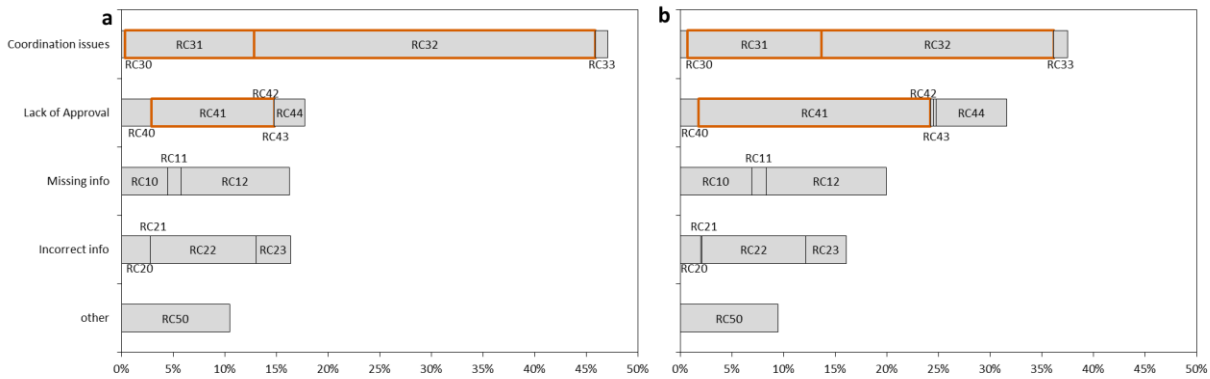 a
Coordination issues
RC31
RC32
RC30
RC33
RC42
Lack of Approval
RC41
RC44
RC40
RC43
RC11
Missing info
RC10
RC12
RC21
Incorrect info
RC22
RC23
RC20
other
RC50
0%
5%
10%
15%
20%
25%
30%
35%
40%
45%
50%
b
RC31
RC32
RC30
RC33
RC42
RC41
RC44
RC40
RC43
RC11
RC10
RC12
RC21
RC22
RC23
RC20
RC50
0%
5%
10%
15%
20%
25%
30%
35%
40%
45%
50%